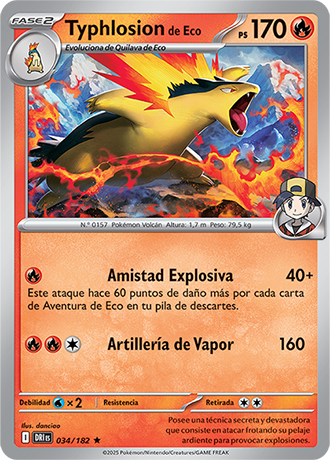 FASE2 Typhlosion de Eco PS 170
Evoluciona de Quilava de Eco
N.º 0157 Pokémon Volcán Altura: 1,7 m Peso: 79,5 kg
Amistad Explosiva 40+
Este ataque hace 60 puntos de daño más por cada carta
de Aventura de Eco en tu pila de descartes.
Artillería de Vapor 160
Debilidad ×2 Resistencia Retirada
Ilus. danciao
Posee una técnica secreta y devastadora
I DRI ES 034/182 ★
que consiste en atacar frotando su pelaje
ardiente para provocar explosiones.
©2025 Pokémon/Nintendo/Creatures/GAME FREAK